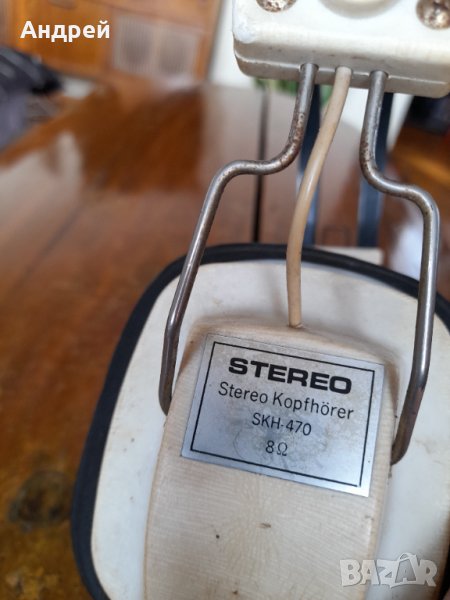 Андрей
STEREO
Stereo Kopfhörer
SKH-470
8Ω
BAZAR